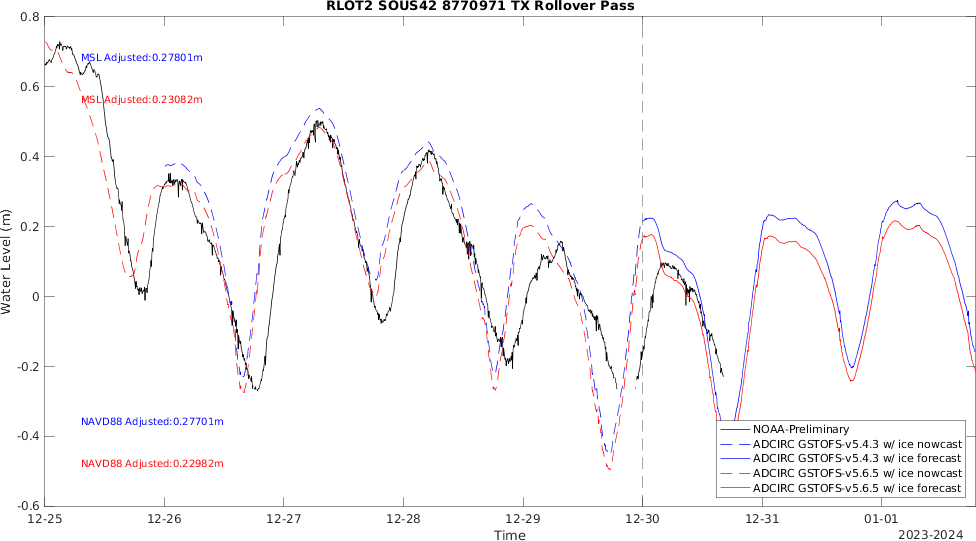 RLOT2 SOUS42 8770971 TX Rollover Pass
0.8
0.6
0.4
0.2
0
-0.2
-0.4
-0.6
Water Level (m)
MSL Adjusted:0.27801m
MSL Adjusted:0.23082m
NAVD88 Adjusted:0.27701m
NAVD88 Adjusted:0.22982m
NOAA-Preliminary
ADCIRC GSTOFS-v5.4.3 w/ ice nowcast
ADCIRC GSTOFS-v5.4.3 w/ ice forecast
ADCIRC GSTOFS-v5.6.5 w/ ice nowcast
ADCIRC GSTOFS-v5.6.5 w/ ice forecast
12-25 12-26 12-27 12-28 12-29 12-30 12-31 01-01
Time
2023-2024